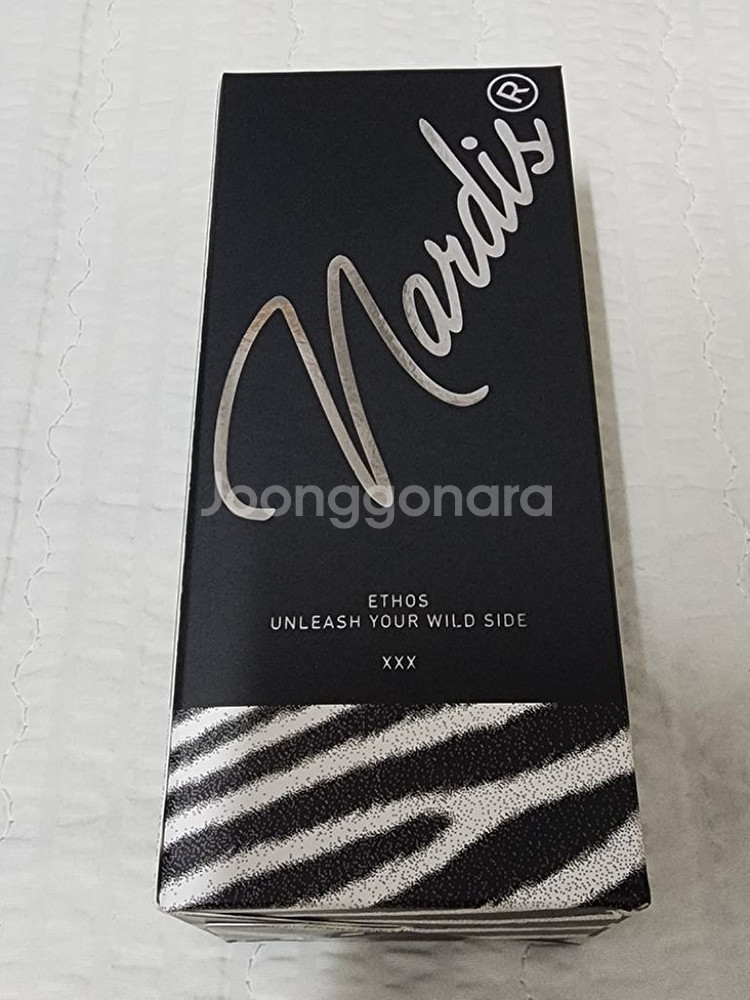 Nardis®
Joonggonara
ETHOS
UNLEASH YOUR WILD SIDE
XXX